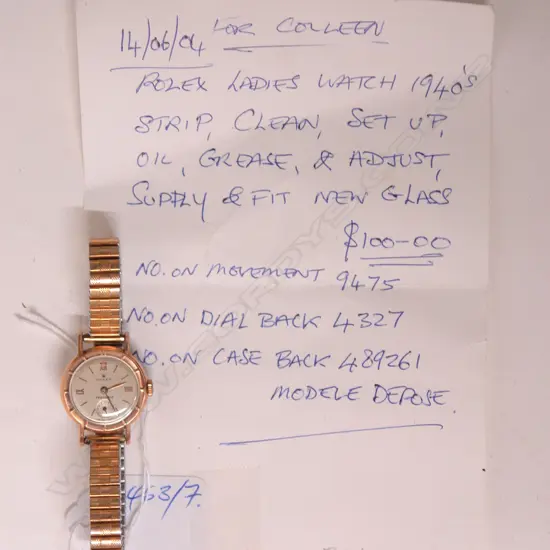 14/06/04 FOR COLLEEN
ROLEX LADIES WATCH 1940'S
STRIP, CLEAN, SET UP,
OIL, GREASE, & ADJUST,
SUPPLY & FIT NEW GLASS
$100-00
NO. ON MOVEMENT 9475
NO. ON DIAL BACK 4327
NO. ON CASE BACK 489261
MODELE DEPOSE.
463/7.